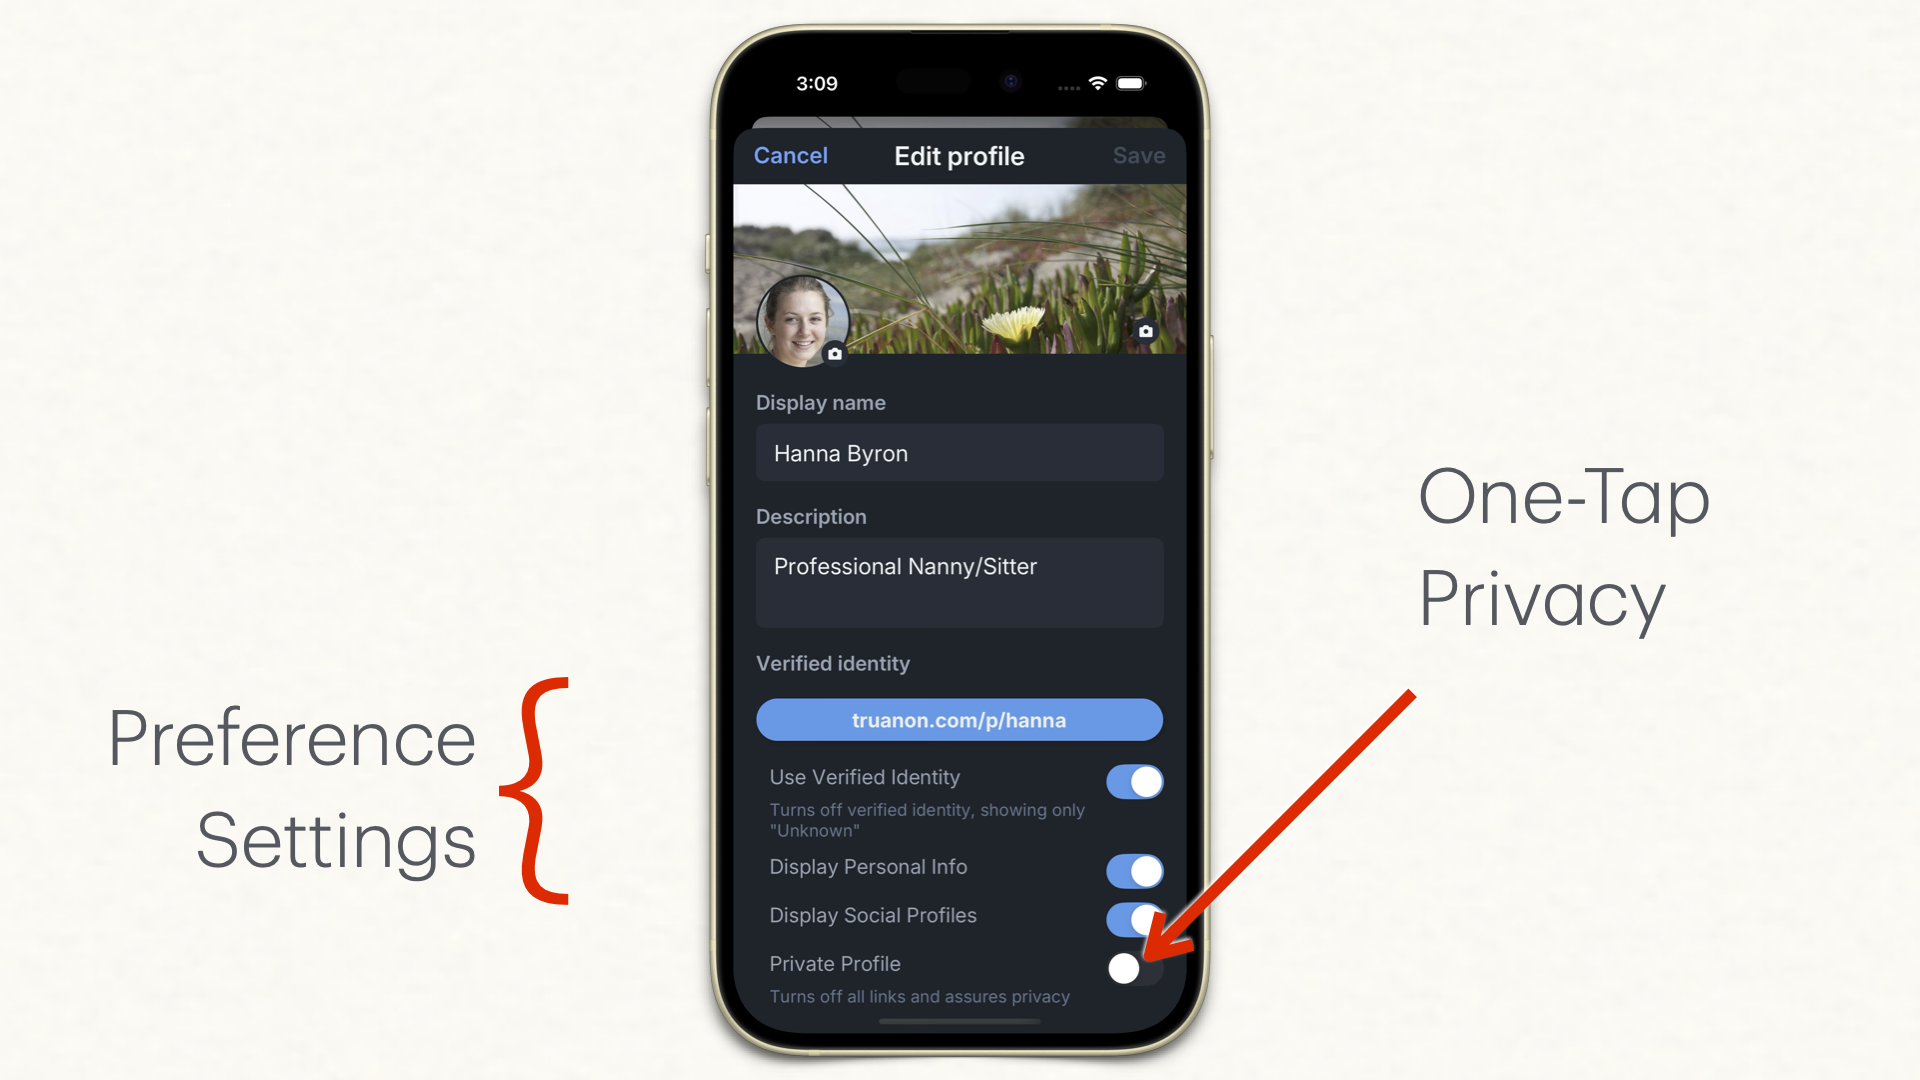 3:09
Cancel
Edit profile
Save
Display name
Hanna Byron
Description
Professional Nanny/Sitter
Verified identity
truanon.com/p/hanna
Use Verified Identity
Turns off verified identity, showing only
"Unknown"
Display Personal Info
Display Social Profiles
Private Profile
Turns off all links and assures privacy
Preference
Settings
One-Tap
Privacy